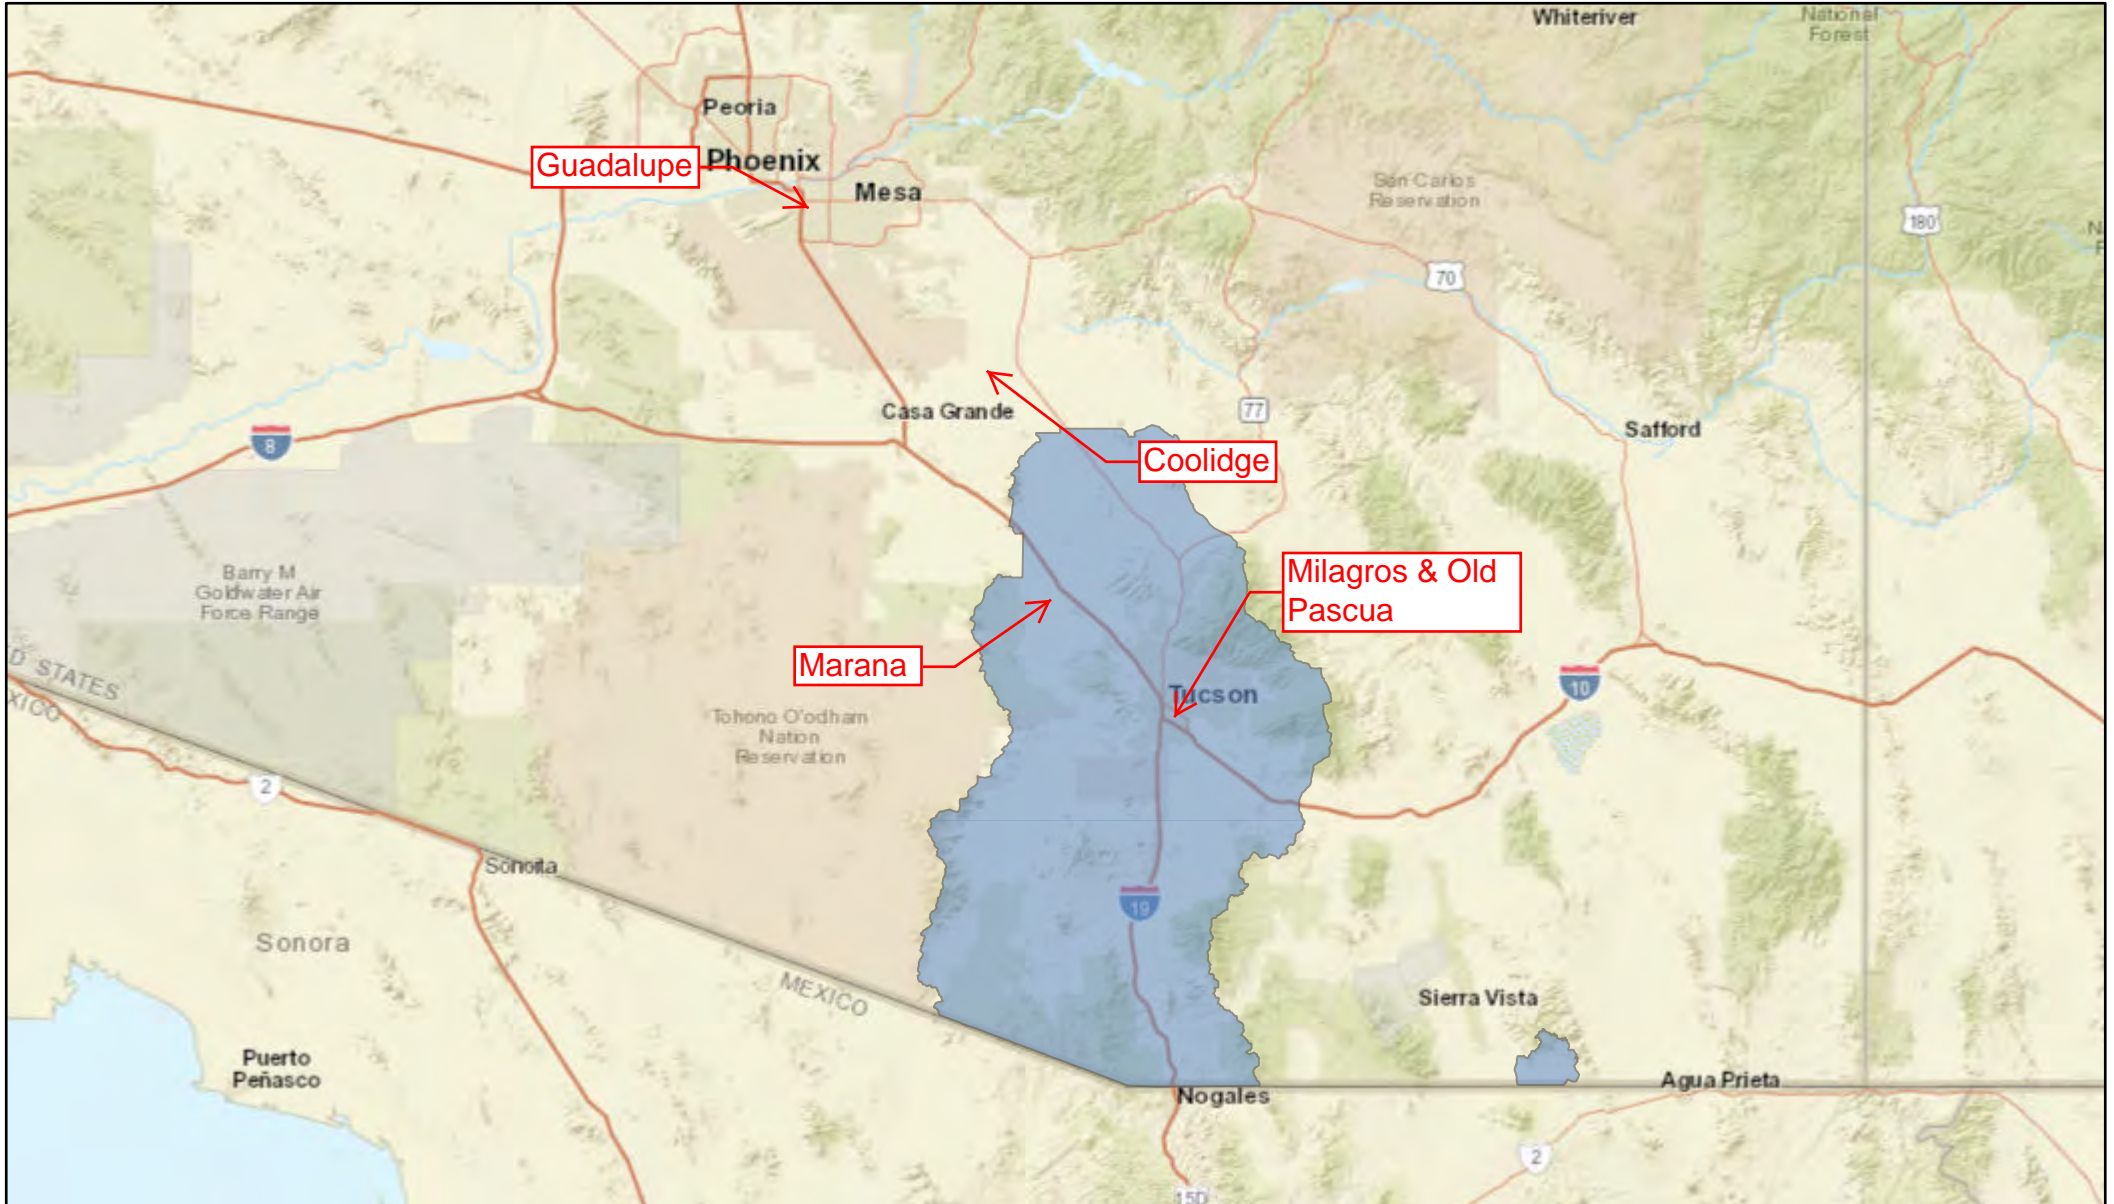 Whiteriver
National
Forest
Peoria
Guadalupe
Phoenix
Mesa
San Carlos
Reservation
180
70
Casa Grande
77
Safford
8
Coolidge
Barry M
Goldwater Air
Force Range
Milagros & Old
Pascua
Marana
Tucson
10
D STATES
XICO
Tohono O'odham
Nation
Reservation
2
Sonoita
19
Sonora
MEXICO
Sierra Vista
Puerto
Peñasco
Agua Prieta
Nogales
2
15D